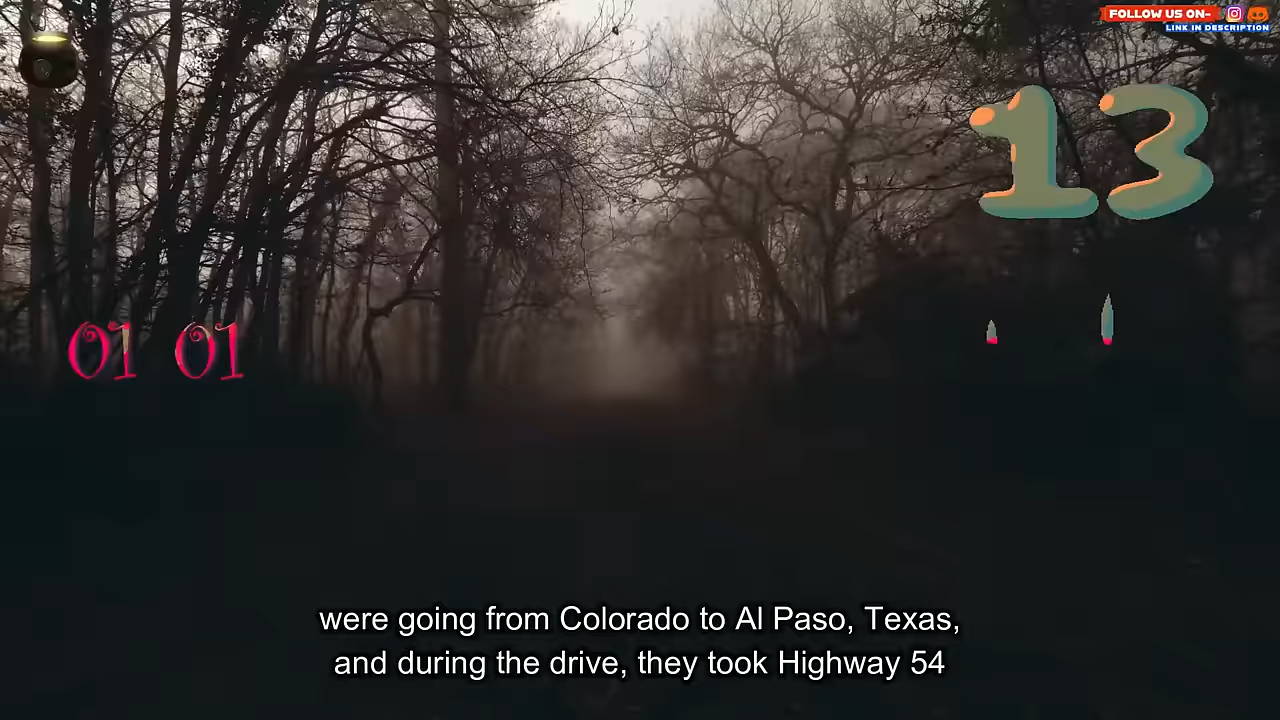 FOLLOW US ON-
LINK IN DESCRIPTION
13
01 01
were going from Colorado to Al Paso, Texas,
and during the drive, they took Highway 54